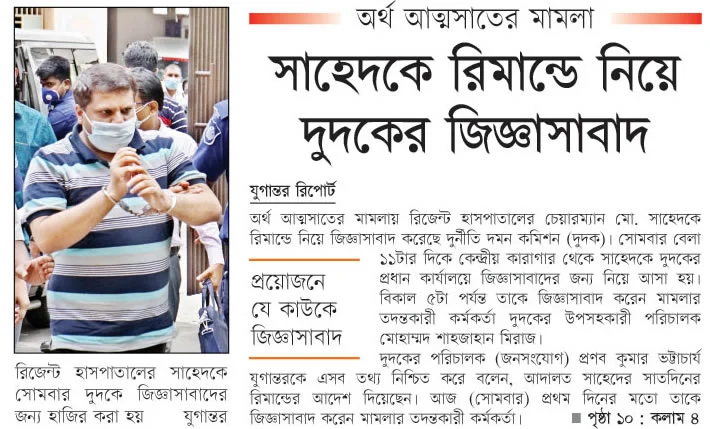 অর্থ আত্মসাতের মামলা
সাহেদকে রিমান্ডে নিয়ে
দুদকের জিজ্ঞাসাবাদ
যুগান্তর রিপোর্ট
অর্থ আত্মসাতের মামলায় রিজেন্ট হাসপাতালের চেয়ারম্যান মো. সাহেদকে
রিমান্ডে নিয়ে জিজ্ঞাসাবাদ করেছে দুর্নীতি দমন কমিশন (দুদক)। সোমবার বেলা
১১টার দিকে কেন্দ্রীয় কারাগার থেকে সাহেদকে দুদকের
প্রধান কার্যালয়ে জিজ্ঞাসাবাদের জন্য নিয়ে আসা হয়।
বিকাল ৫টা পর্যন্ত তাকে জিজ্ঞাসাবাদ করেন মামলার
তদন্তকারী কর্মকর্তা দুদকের উপসহকারী পরিচালক
মোহাম্মদ শাহজাহান মিরাজ।
প্রয়োজনে
যে কাউকে
জিজ্ঞাসাবাদ
দুদকের পরিচালক (জনসংযোগ) প্রণব কুমার ভট্টাচার্য
যুগান্তরকে এসব তথ্য নিশ্চিত করে বলেন, আদালত সাহেদের সাতদিনের
রিমান্ডের আদেশ দিয়েছেন। আজ (সোমবার) প্রথম দিনের মতো তাকে
জিজ্ঞাসাবাদ করেন মামলার তদন্তকারী কর্মকর্তা। ■ পৃষ্ঠা ১০ : কলাম ৪
রিজেন্ট হাসপাতালের সাহেদকে
সোমবার দুদকে জিজ্ঞাসাবাদের
জন্য হাজির করা হয় যুগান্তর